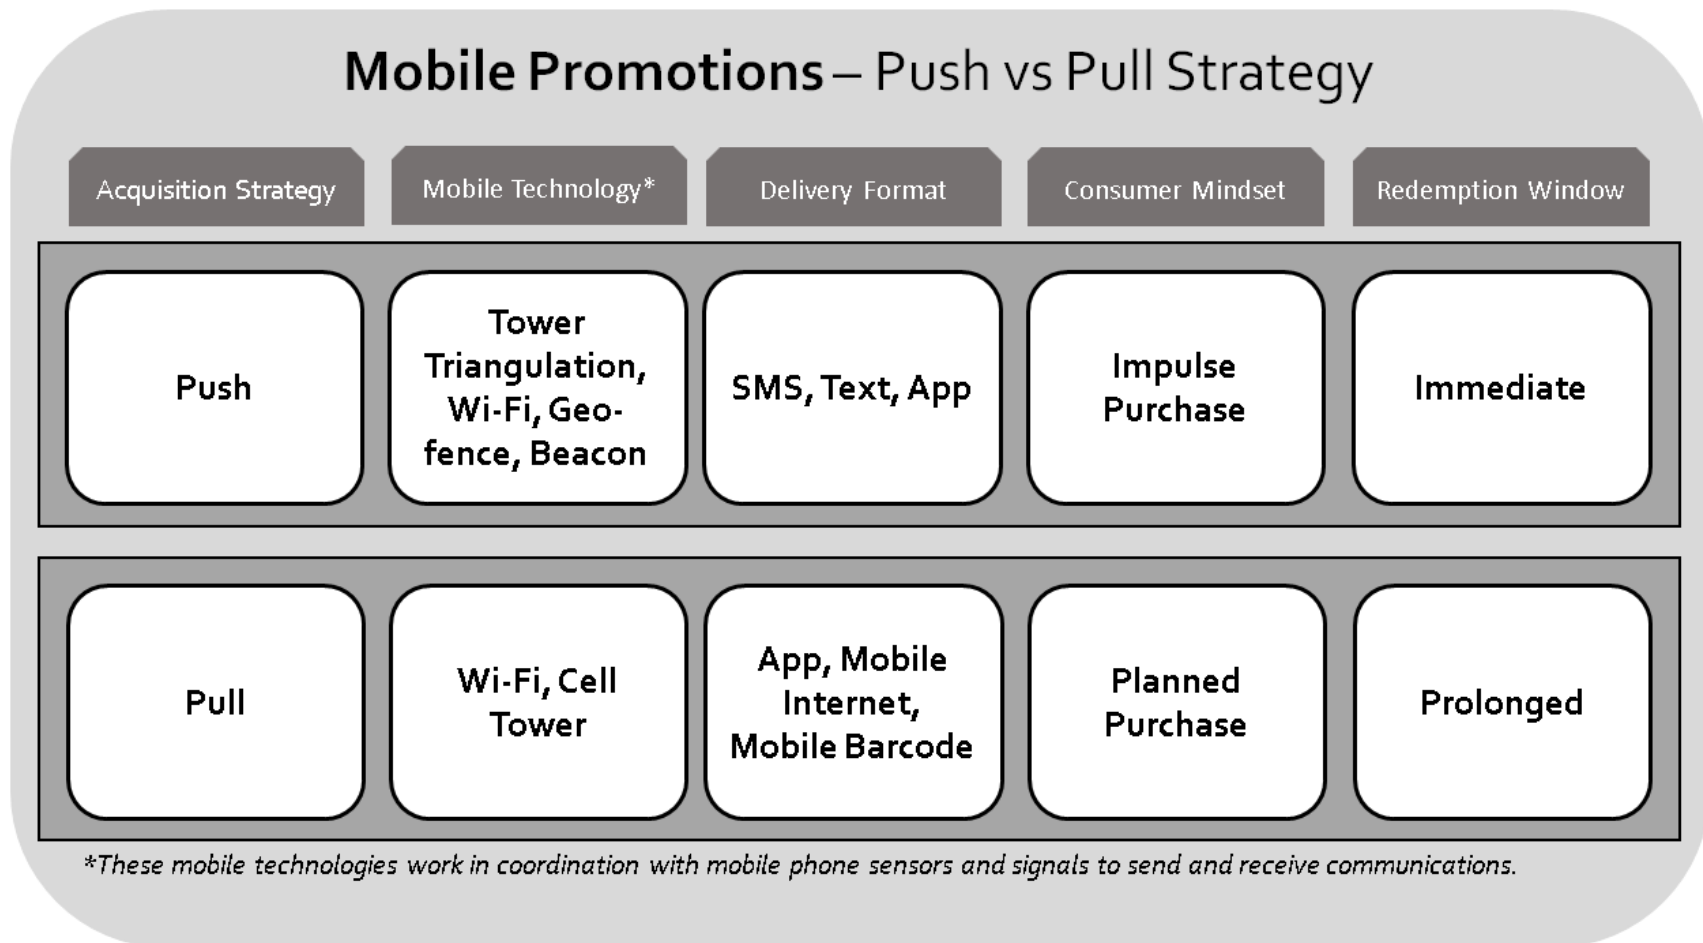 Mobile Promotions – Push vs Pull Strategy
Acquisition Strategy
Mobile Technology*
Delivery Format
Consumer Mindset
Redemption Window
Push
Tower
Triangulation,
Wi-Fi, Geo-
fence, Beacon
SMS, Text, App
Impulse
Purchase
Immediate
Pull
Wi-Fi, Cell
Tower
App, Mobile
Internet,
Mobile Barcode
Planned
Purchase
Prolonged
*These mobile technologies work in coordination with mobile phone sensors and signals to send and receive communications.